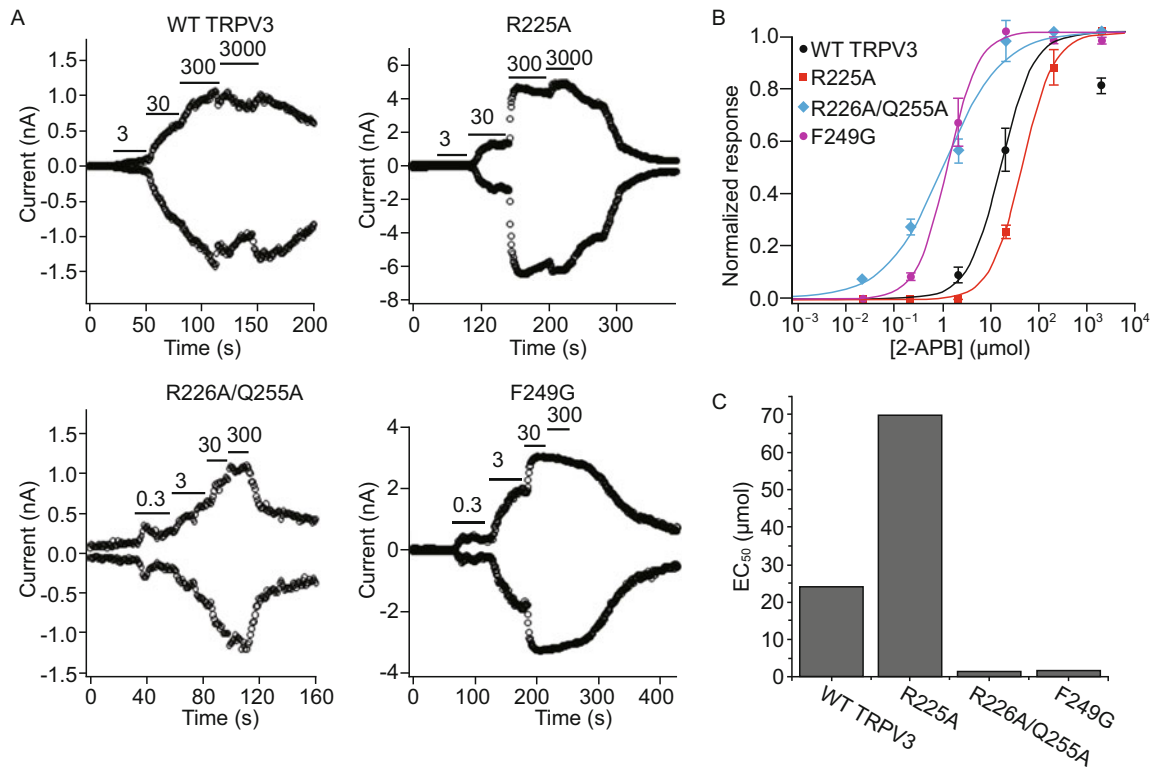 A
WT TRPV3
3
30
300
3000
1.5
1.0
0.5
0.0
-0.5
-1.0
-1.5
Current (nA)
0 50 100 150 200
Time (s)
R225A
3
30
300
3000
6
4
2
0
-2
-4
-6
-8
Current (nA)
0 120 200 300
Time (s)
R226A/Q255A
0.3
3
30
300
1.5
1.0
0.5
0.0
-0.5
-1.0
-1.5
Current (nA)
0 40 80 120 160
Time (s)
F249G
0.3
3
30
300
4
2
0
-2
-4
Current (nA)
0 100 200 300 400
Time (s)
B
WT TRPV3
R225A
R226A/Q255A
F249G
1.0
0.8
0.6
0.4
0.2
0.0
Normalized response
10⁻³ 10⁻² 10⁻¹ 1 10 10² 10³ 10⁴
[2-APB] (µmol)
C
70
60
50
40
30
20
10
0
EC₅₀ (µmol)
WT TRPV3
R225A
R226A/Q255A
F249G